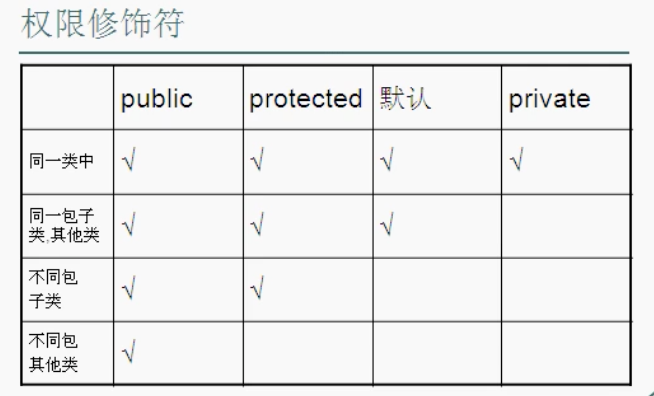 权限修饰符
public protected 默认 private
同一类中 √ √ √ √
同一包子
类,其他类 √ √ √
不同包
子类 √ √
不同包
其他类 √